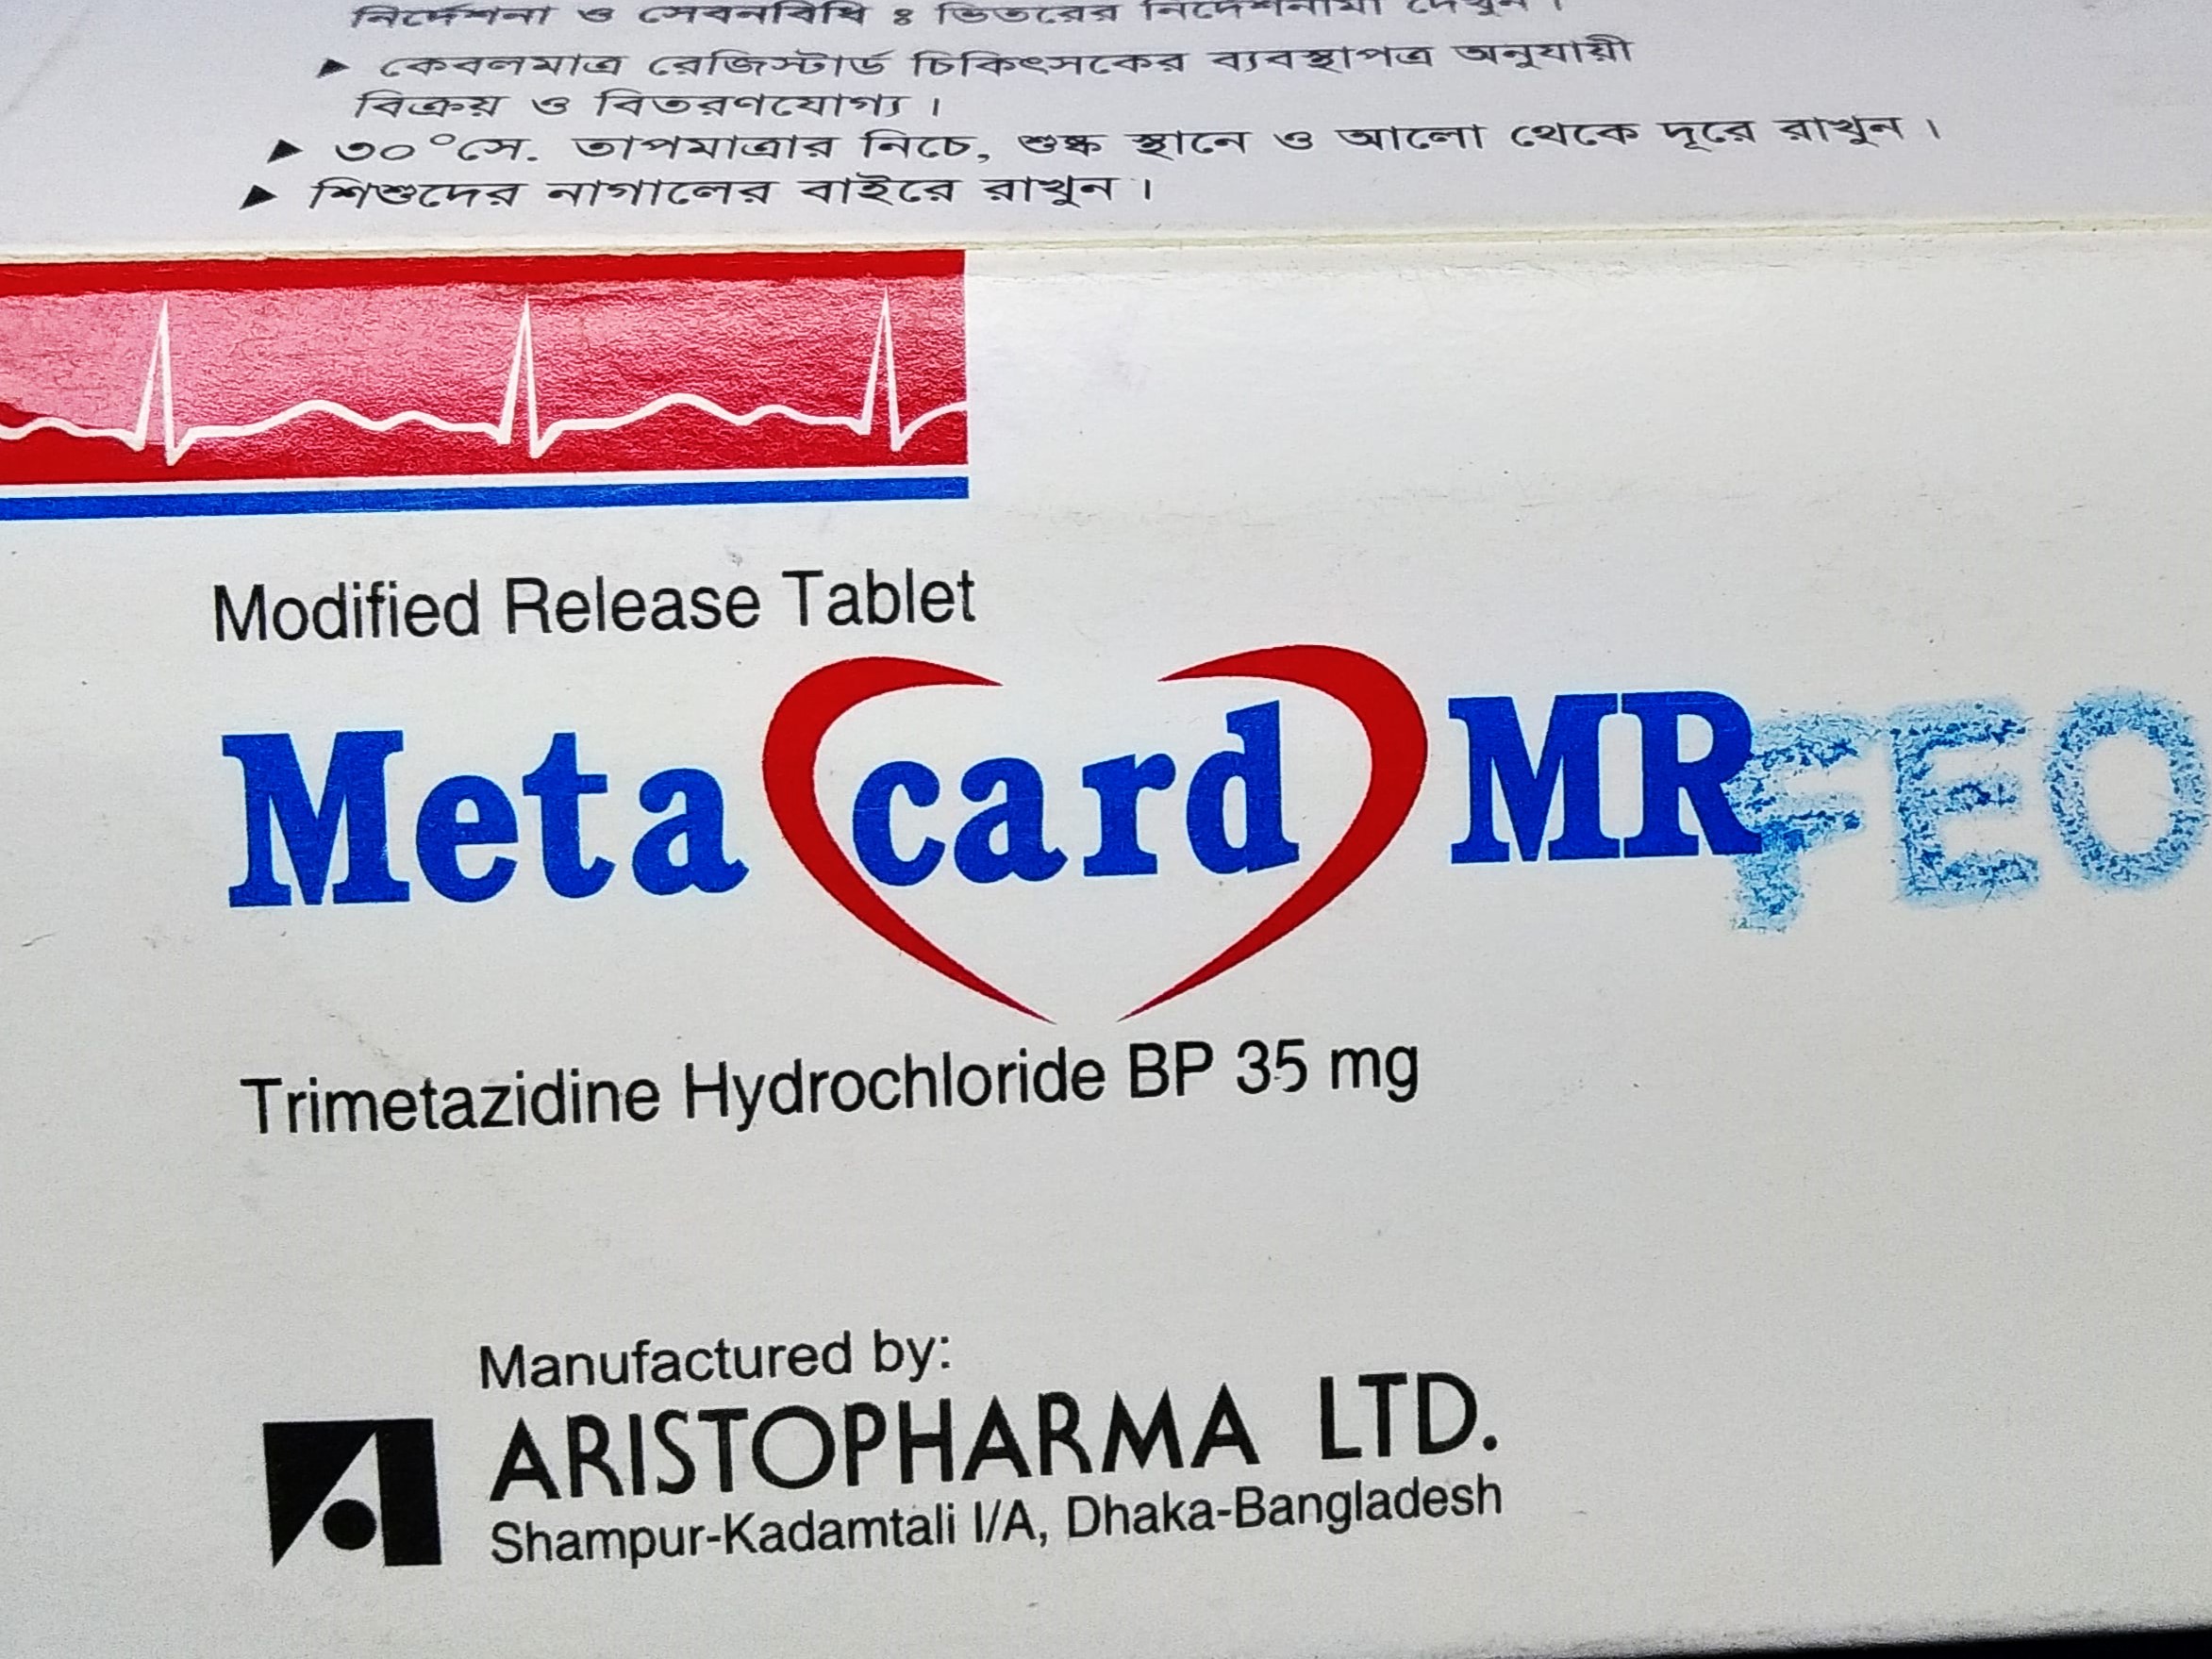 নির্দেশনা ও সেবনবিধি ঃ ভিতরের নির্দেশনামা দেখুন।
▶ কেবলমাত্র রেজিস্টার্ড চিকিৎসকের ব্যবস্থাপত্র অনুযায়ী
বিক্রয় ও বিতরণযোগ্য।
▶ ৩০°সে. তাপমাত্রার নিচে, শুষ্ক স্থানে ও আলো থেকে দূরে রাখুন।
▶ শিশুদের নাগালের বাইরে রাখুন।
Modified Release Tablet
Meta card MR FEO
Trimetazidine Hydrochloride BP 35 mg
Manufactured by:
ARISTOPHARMA LTD.
Shampur-Kadamtali I/A, Dhaka-Bangladesh